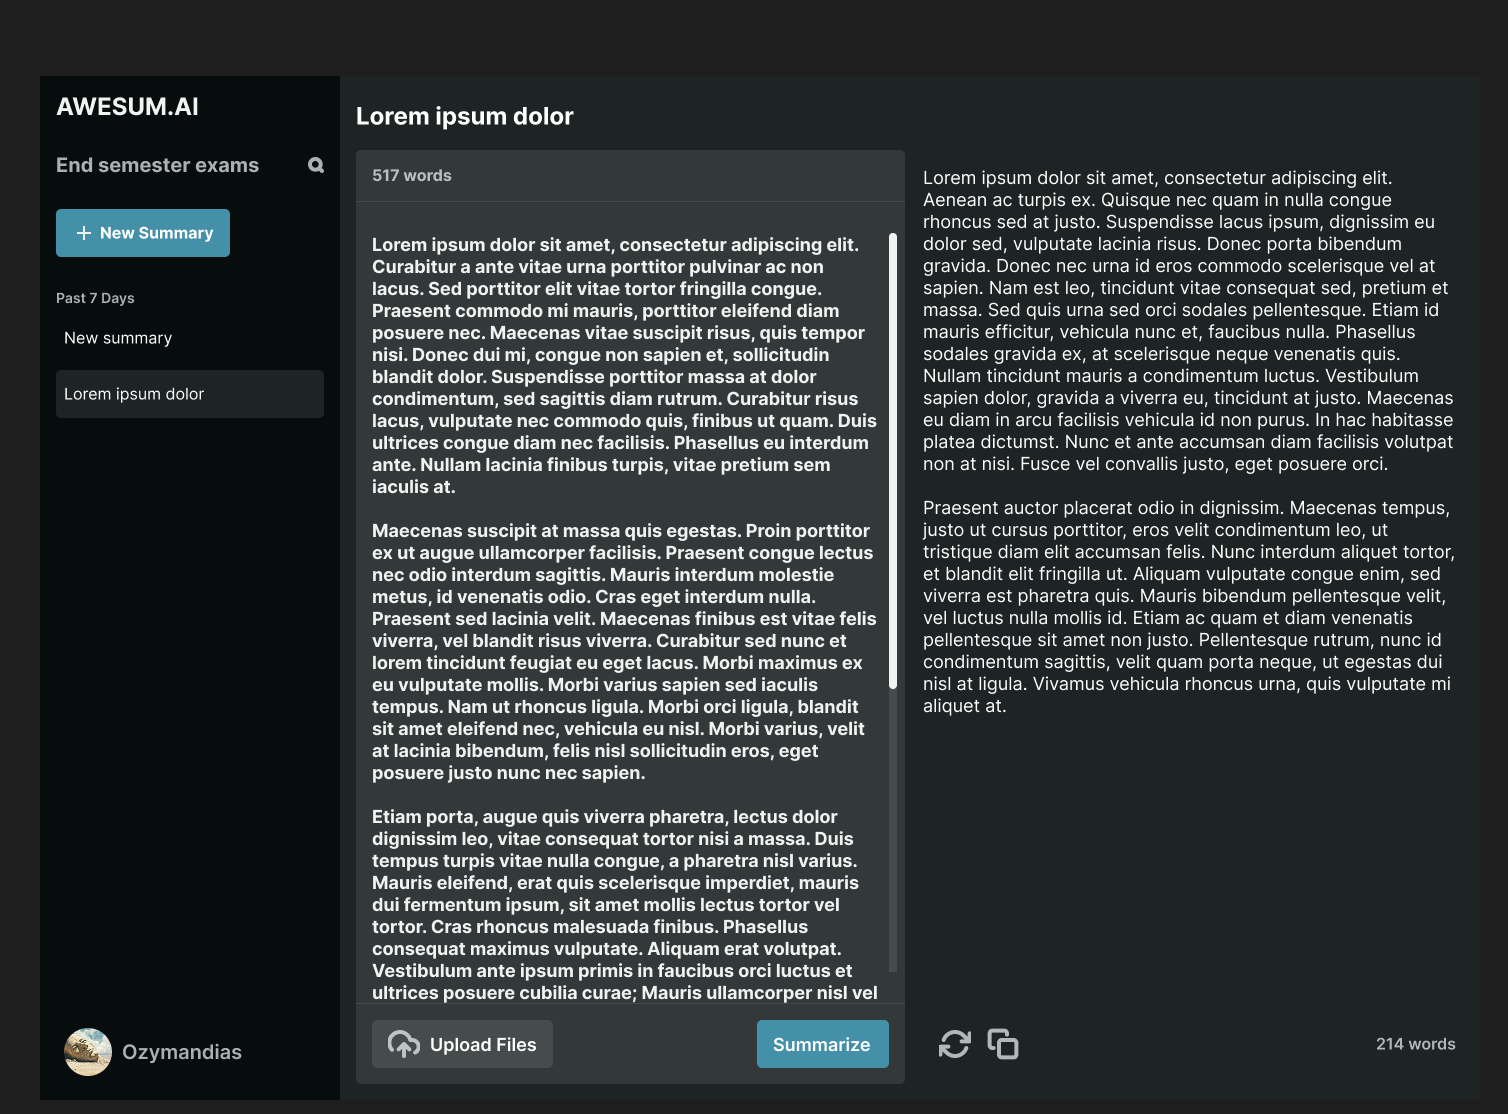 AWESUM.AI
End semester exams
New Summary
Past 7 Days
New summary
Lorem ipsum dolor
Ozymandias
Lorem ipsum dolor
517 words
Lorem ipsum dolor sit amet, consectetur adipiscing elit.
Curabitur a ante vitae urna porttitor pulvinar ac non
lacus. Sed porttitor elit vitae tortor fringilla congue.
Praesent commodo mi mauris, porttitor eleifend diam
posuere nec. Maecenas vitae suscipit risus, quis tempor
nisi. Donec dui mi, congue non sapien et, sollicitudin
blandit dolor. Suspendisse porttitor massa at dolor
condimentum, sed sagittis diam rutrum. Curabitur risus
lacus, vulputate nec commodo quis, finibus ut quam. Duis
ultrices congue diam nec facilisis. Phasellus eu interdum
ante. Nullam lacinia finibus turpis, vitae pretium sem
iaculis at.
Maecenas suscipit at massa quis egestas. Proin porttitor
ex ut augue ullamcorper facilisis. Praesent congue lectus
nec odio interdum sagittis. Mauris interdum molestie
metus, id venenatis odio. Cras eget interdum nulla.
Praesent sed lacinia velit. Maecenas finibus est vitae felis
viverra, vel blandit risus viverra. Curabitur sed nunc et
lorem tincidunt feugiat eu eget lacus. Morbi maximus ex
eu vulputate mollis. Morbi varius sapien sed iaculis
tempus. Nam ut rhoncus ligula. Morbi orci ligula, blandit
sit amet eleifend nec, vehicula eu nisl. Morbi varius, velit
at lacinia bibendum, felis nisl sollicitudin eros, eget
posuere justo nunc nec sapien.
Etiam porta, augue quis viverra pharetra, lectus dolor
dignissim leo, vitae consequat tortor nisi a massa. Duis
tempus turpis vitae nulla congue, a pharetra nisl varius.
Mauris eleifend, erat quis scelerisque imperdiet, mauris
dui fermentum ipsum, sit amet mollis lectus tortor vel
tortor. Cras rhoncus malesuada finibus. Phasellus
consequat maximus vulputate. Aliquam erat volutpat.
Vestibulum ante ipsum primis in faucibus orci luctus et
ultrices posuere cubilia curae; Mauris ullamcorper nisl vel
Upload Files
Summarize
Lorem ipsum dolor sit amet, consectetur adipiscing elit.
Aenean ac turpis ex. Quisque nec quam in nulla congue
rhoncus sed at justo. Suspendisse lacus ipsum, dignissim eu
dolor sed, vulputate lacinia risus. Donec porta bibendum
gravida. Donec nec urna id eros commodo scelerisque vel at
sapien. Nam est leo, tincidunt vitae consequat sed, pretium et
massa. Sed quis urna sed orci sodales pellentesque. Etiam id
mauris efficitur, vehicula nunc et, faucibus nulla. Phasellus
sodales gravida ex, at scelerisque neque venenatis quis.
Nullam tincidunt mauris a condimentum luctus. Vestibulum
sapien dolor, gravida a viverra eu, tincidunt at justo. Maecenas
eu diam in arcu facilisis vehicula id non purus. In hac habitasse
platea dictumst. Nunc et ante accumsan diam facilisis volutpat
non at nisi. Fusce vel convallis justo, eget posuere orci.
Praesent auctor placerat odio in dignissim. Maecenas tempus,
justo ut cursus porttitor, eros velit condimentum leo, ut
tristique diam elit accumsan felis. Nunc interdum aliquet tortor,
et blandit elit fringilla ut. Aliquam vulputate congue enim, sed
viverra est pharetra quis. Mauris bibendum pellentesque velit,
vel luctus nulla mollis id. Etiam ac quam et diam venenatis
pellentesque sit amet non justo. Pellentesque rutrum, nunc id
condimentum sagittis, velit quam porta neque, ut egestas dui
nisl at ligula. Vivamus vehicula rhoncus urna, quis vulputate mi
aliquet at.
214 words